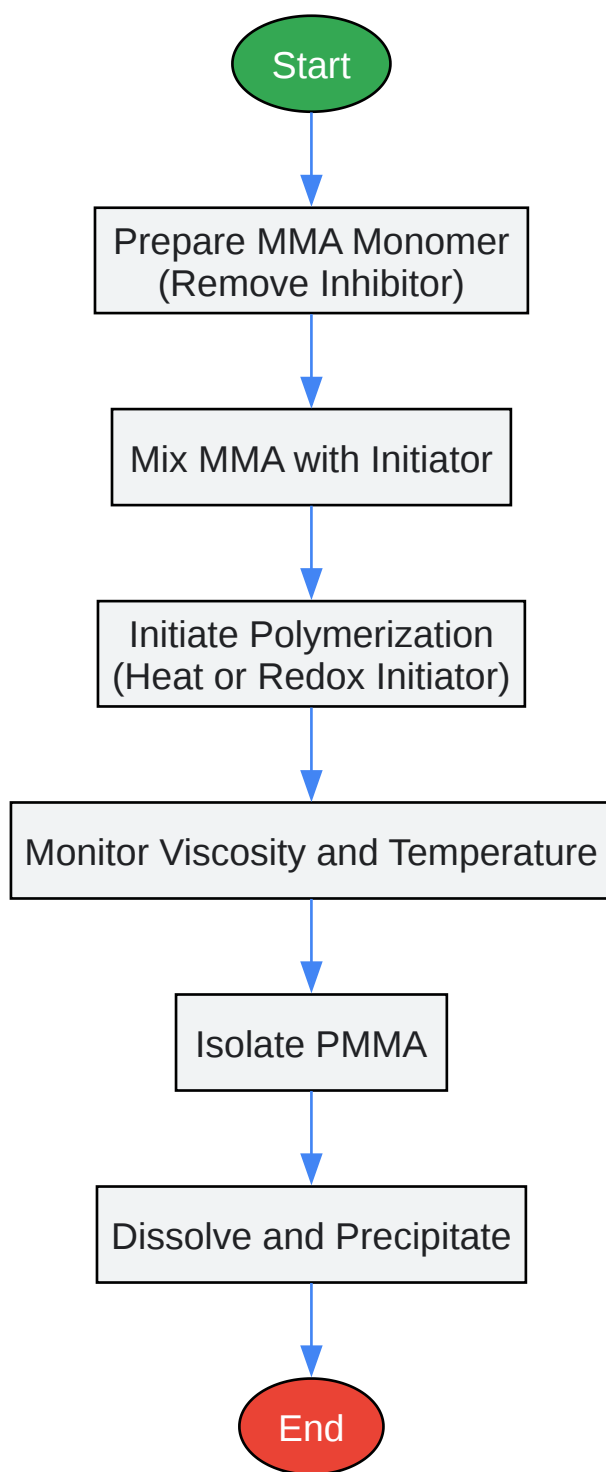 Start
Prepare MMA Monomer
(Remove Inhibitor)
Mix MMA with Initiator
Initiate Polymerization
(Heat or Redox Initiator)
Monitor Viscosity and Temperature
Isolate PMMA
Dissolve and Precipitate
End